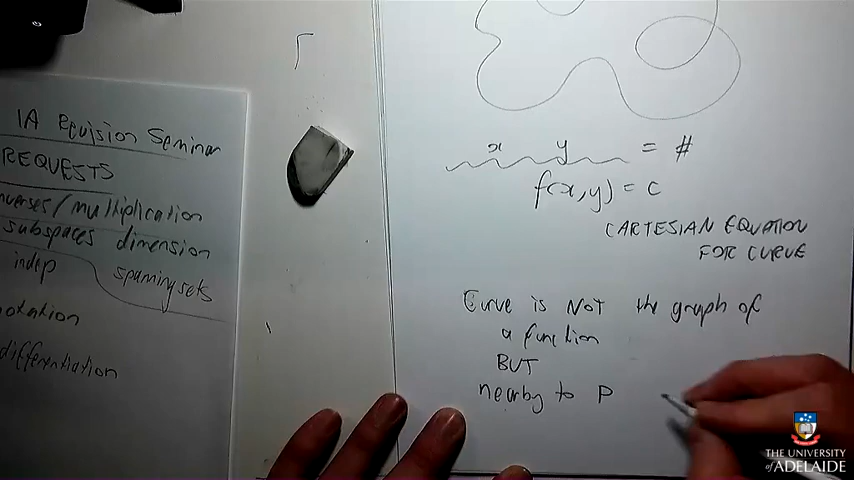 1A Revision Seminar
REQUESTS
nverses/multiplication
subspaces dimension
indep spanning sets
otation
differentiation
x y = #
f(x,y) = c
CARTESIAN EQUATION
FOR CURVE
Curve is NOT the graph of
a function
BUT
nearby to P
THE UNIVERSITY
of ADELAIDE